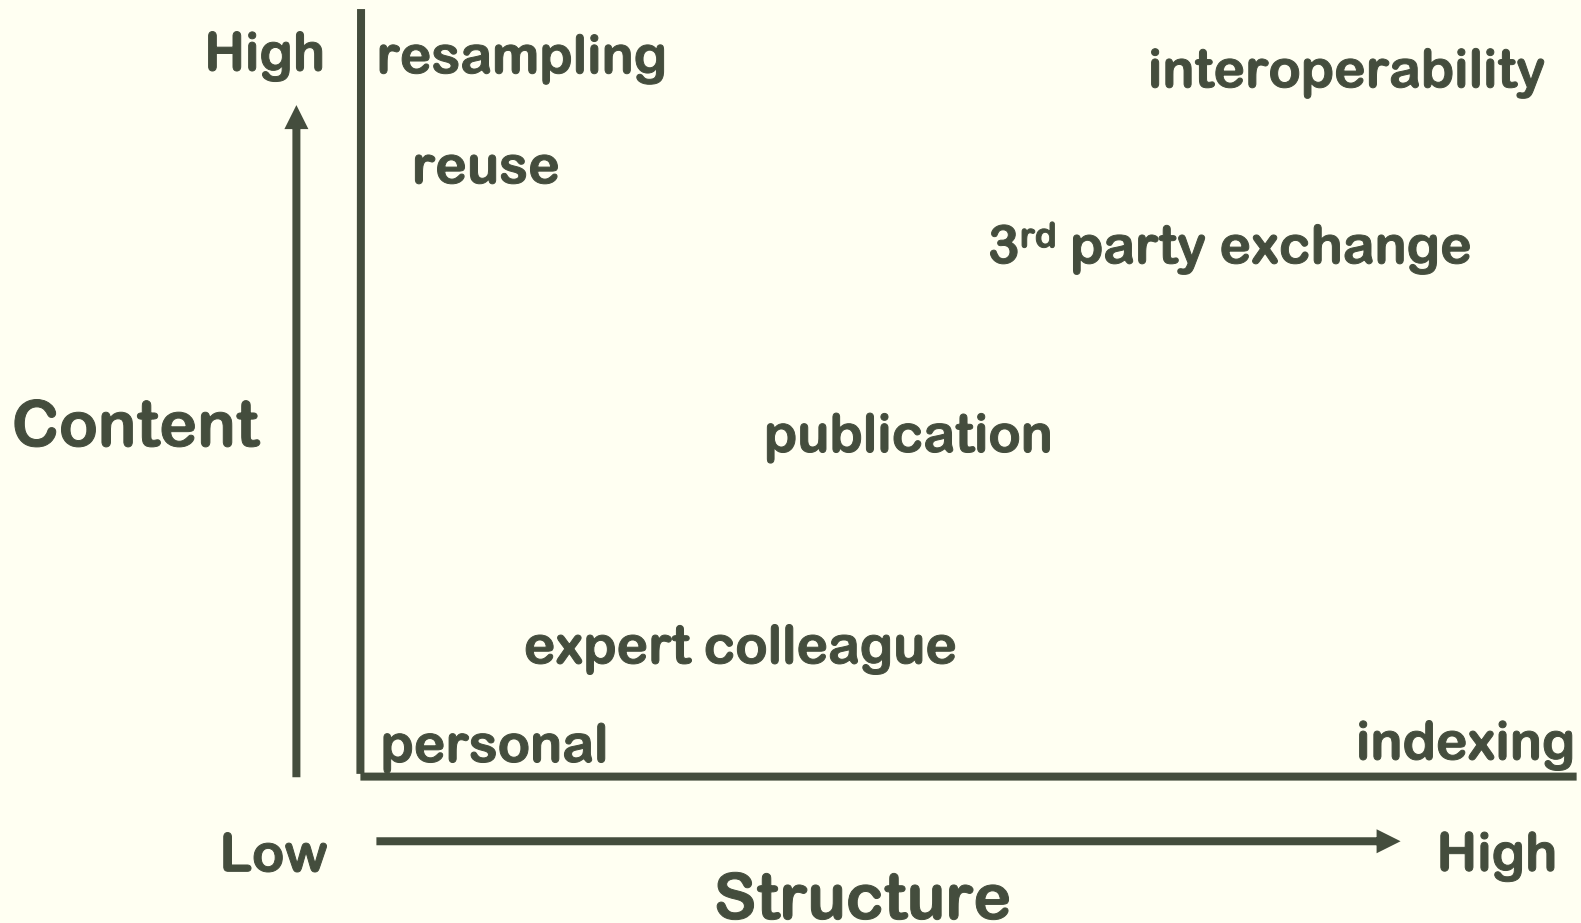 High
resampling
interoperability
reuse
3rd party exchange
Content
publication
expert colleague
personal
indexing
Low
High
Structure